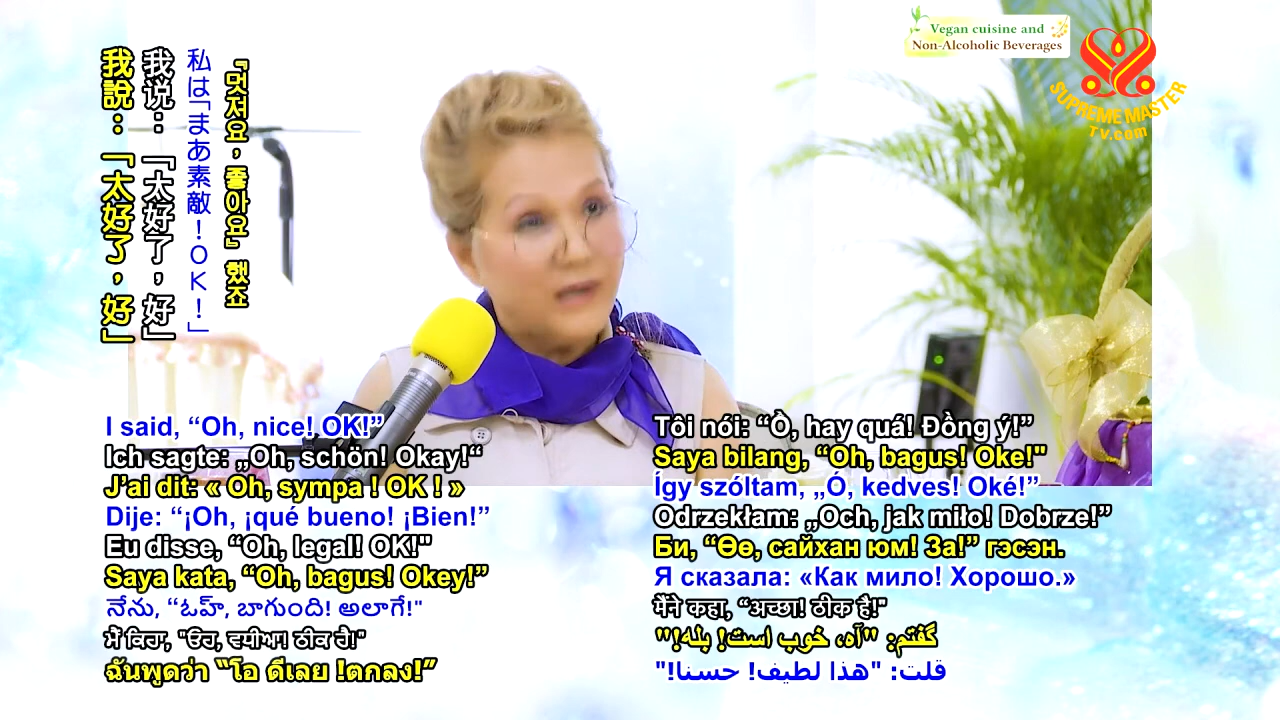 Vegan cuisine and
Non-Alcoholic Beverages
SUPREME MASTER
TV.com
我說：「太好了，好」
我说：「太好了，好」
私は「まあ素敵！ＯＫ！」
『멋져요, 좋아요』 했죠
I said, “Oh, nice! OK!”
Ich sagte: „Oh, schön! Okay!“
J’ai dit: « Oh, sympa ! OK ! »
Dije: “¡Oh, ¡qué bueno! ¡Bien!”
Eu disse, “Oh, legal! OK!"
Saya kata, “Oh, bagus! Okey!”
నేను, “ఓహ్, బాగుంది! అలాగే!"
ਮੈਂ ਕਿਹਾ, "ਓਹ, ਵਧੀਆ! ਠੀਕ ਹੈ!"
ฉันพูดว่า “โอ ดีเลย !ตกลง!”
Tôi nói: “Ồ, hay quá! Đồng ý!”
Saya bilang, “Oh, bagus! Oke!"
Így szóltam, „Ó, kedves! Oké!”
Odrzekłam: „Och, jak miło! Dobrze!”
Би, “Өө, сайхан юм! За!” гэсэн.
Я сказала: «Как мило! Хорошо.»
मैंने कहा, “अच्छा! ठीक है!"
گفتم: "آه، خوب است! بله!"
قلت: "هذا لطيف! حسنا!"